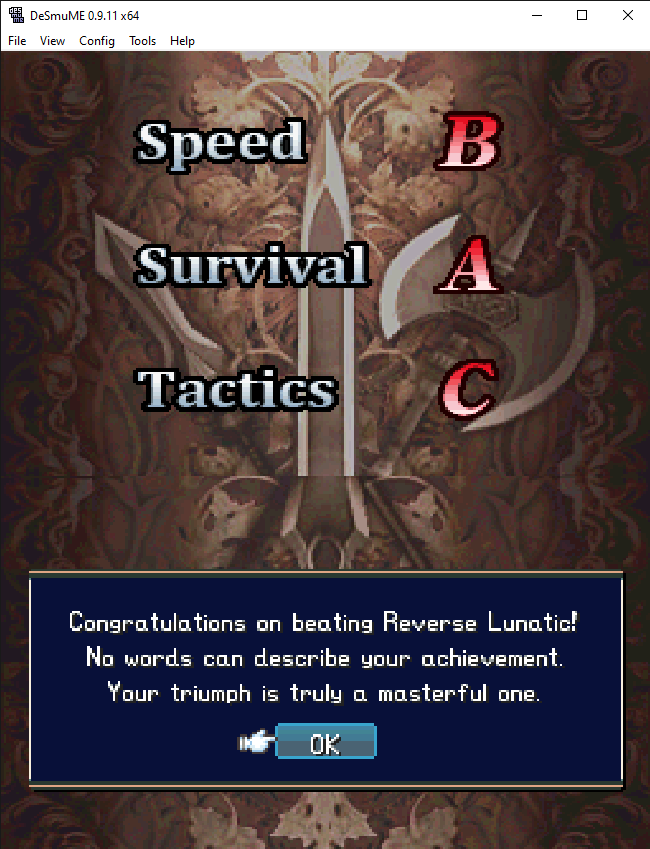 DeSmuME 0.9.11 x64
File View Config Tools Help
Speed B
Survival A
Tactics C
Congratulations on beating Reverse Lunatic!
No words can describe your achievement.
Your triumph is truly a masterful one.
OK